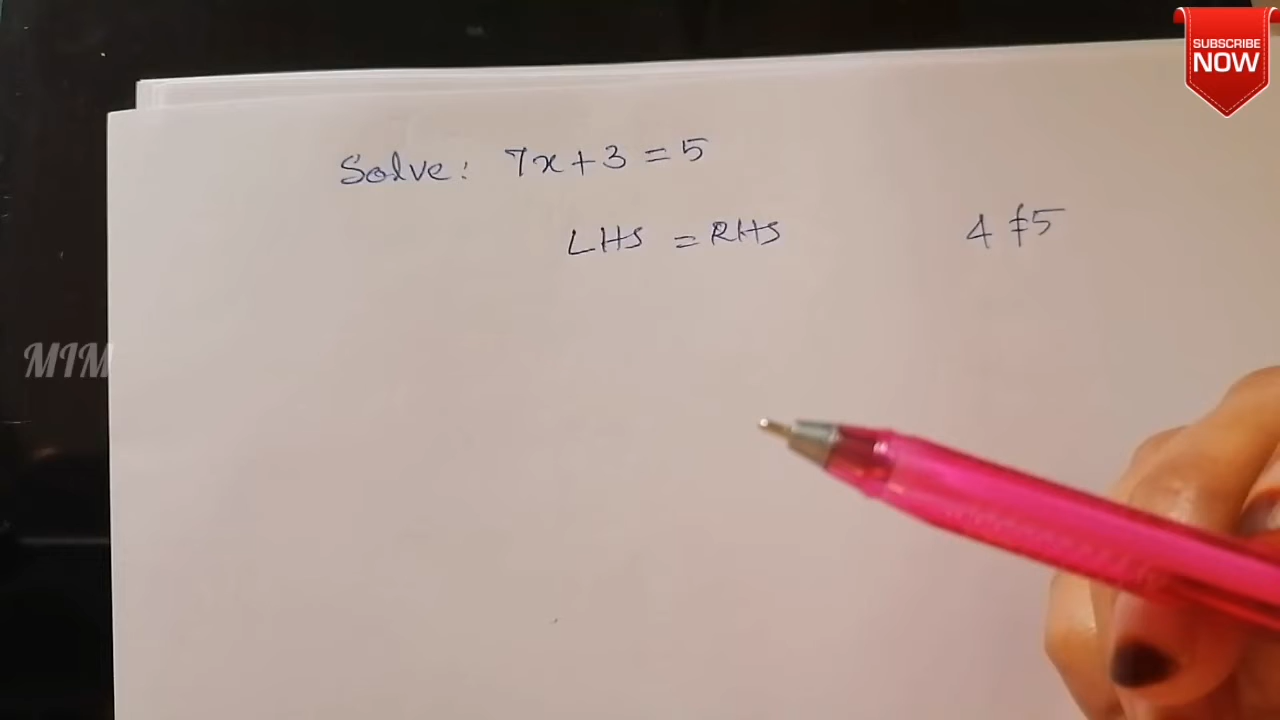 SUBSCRIBE
NOW
Solve: 7x+3=5
LHS = RHS 4 ≠ 5
MIM